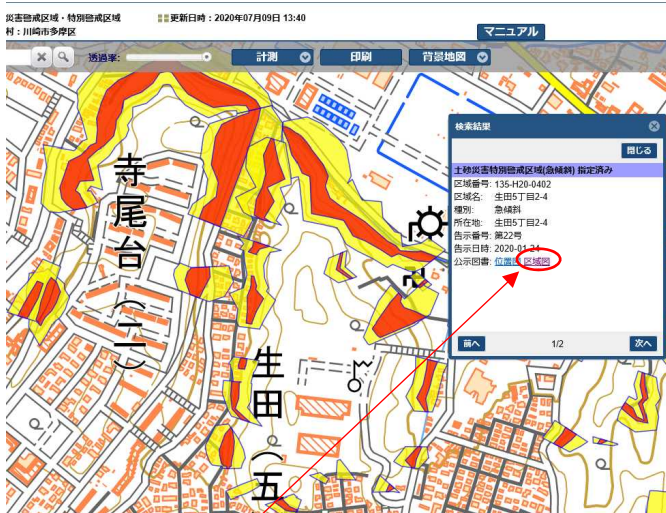 災害警戒区域・特別警戒区域
更新日時：2020年07月09日 13:40
村：川崎市多摩区
マニュアル
透過率：
計測
印刷
背景地図
検索結果
閉じる
土砂災害特別警戒区域(急傾斜) 指定済み
区域番号: 135-H20-0402
区域名: 生田5丁目2-4
種別: 急傾斜
所在地: 生田5丁目2-4
告示番号: 第22号
告示日時: 2020-01-24
公示図書: 位置図 区域図
前へ
1/2
次へ
寺尾台(二)
生田(五